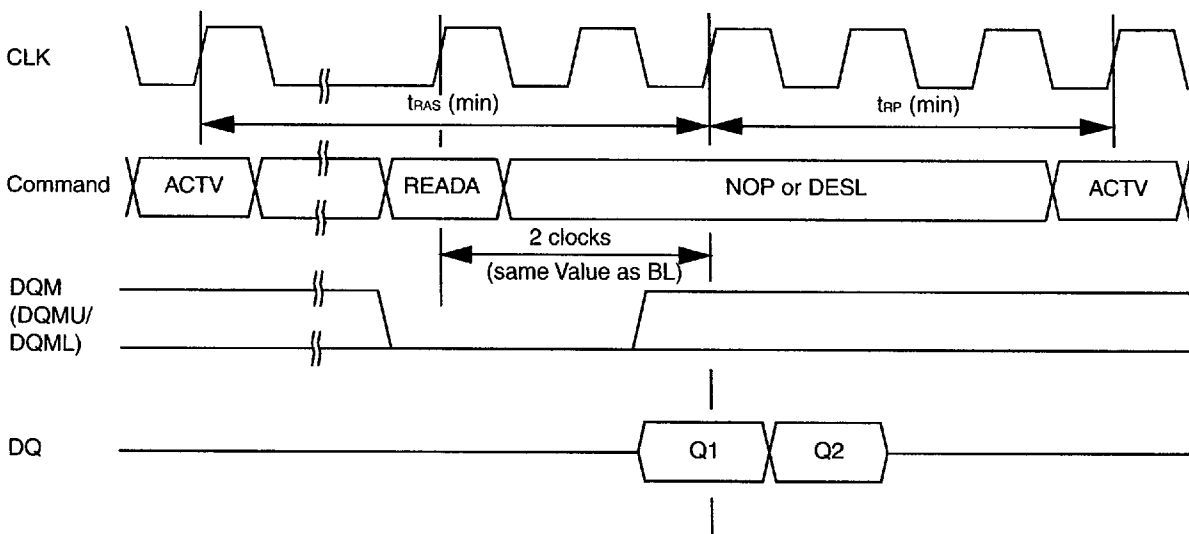 CLK
tRAS (min)
tRP (min)
Command
ACTV
READA
NOP or DESL
ACTV
2 clocks
(same Value as BL)
DQM
(DQMU/
DQML)
DQ
Q1
Q2